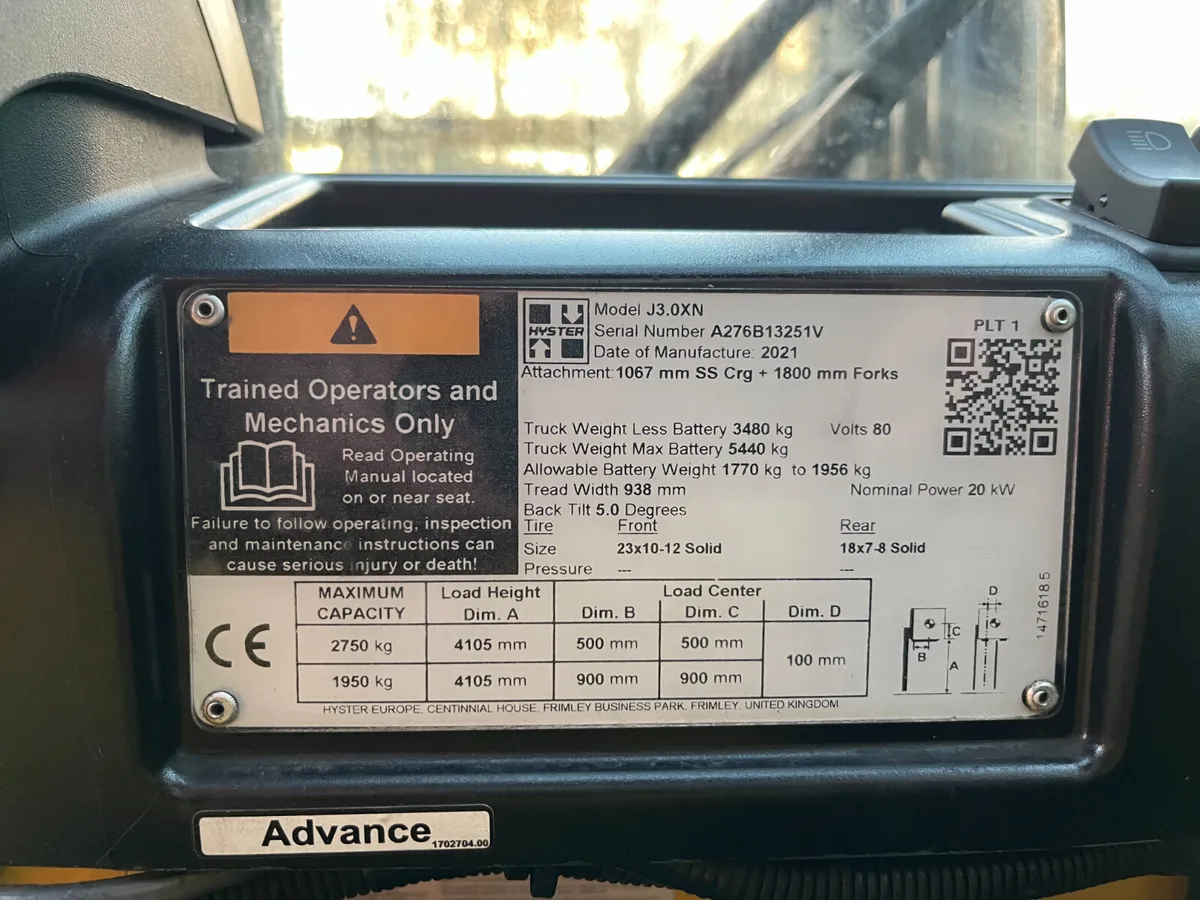 Trained Operators and
Mechanics Only
Read Operating
Manual located
on or near seat.
Failure to follow operating, inspection
and maintenance instructions can
cause serious injury or death!
HYSTER
Model J3.0XN
Serial Number A276B13251V
Date of Manufacture: 2021
Attachment: 1067 mm SS Crg + 1800 mm Forks
PLT 1
Truck Weight Less Battery 3480 kg Volts 80
Truck Weight Max Battery 5440 kg
Allowable Battery Weight 1770 kg to 1956 kg
Tread Width 938 mm Nominal Power 20 kW
Back Tilt 5.0 Degrees
Tire Front Rear
Size 23x10-12 Solid 18x7-8 Solid
Pressure --- ---
CE
MAXIMUM CAPACITY Load Height Dim. A Load Center
Dim. B Dim. C Dim. D
2750 kg 4105 mm 500 mm 500 mm 100 mm
1950 kg 4105 mm 900 mm 900 mm
D
C
B
A
14716185
HYSTER EUROPE, CENTINNIAL HOUSE, FRIMLEY BUSINESS PARK, FRIMLEY, UNITED KINGDOM
Advance 1702704.00